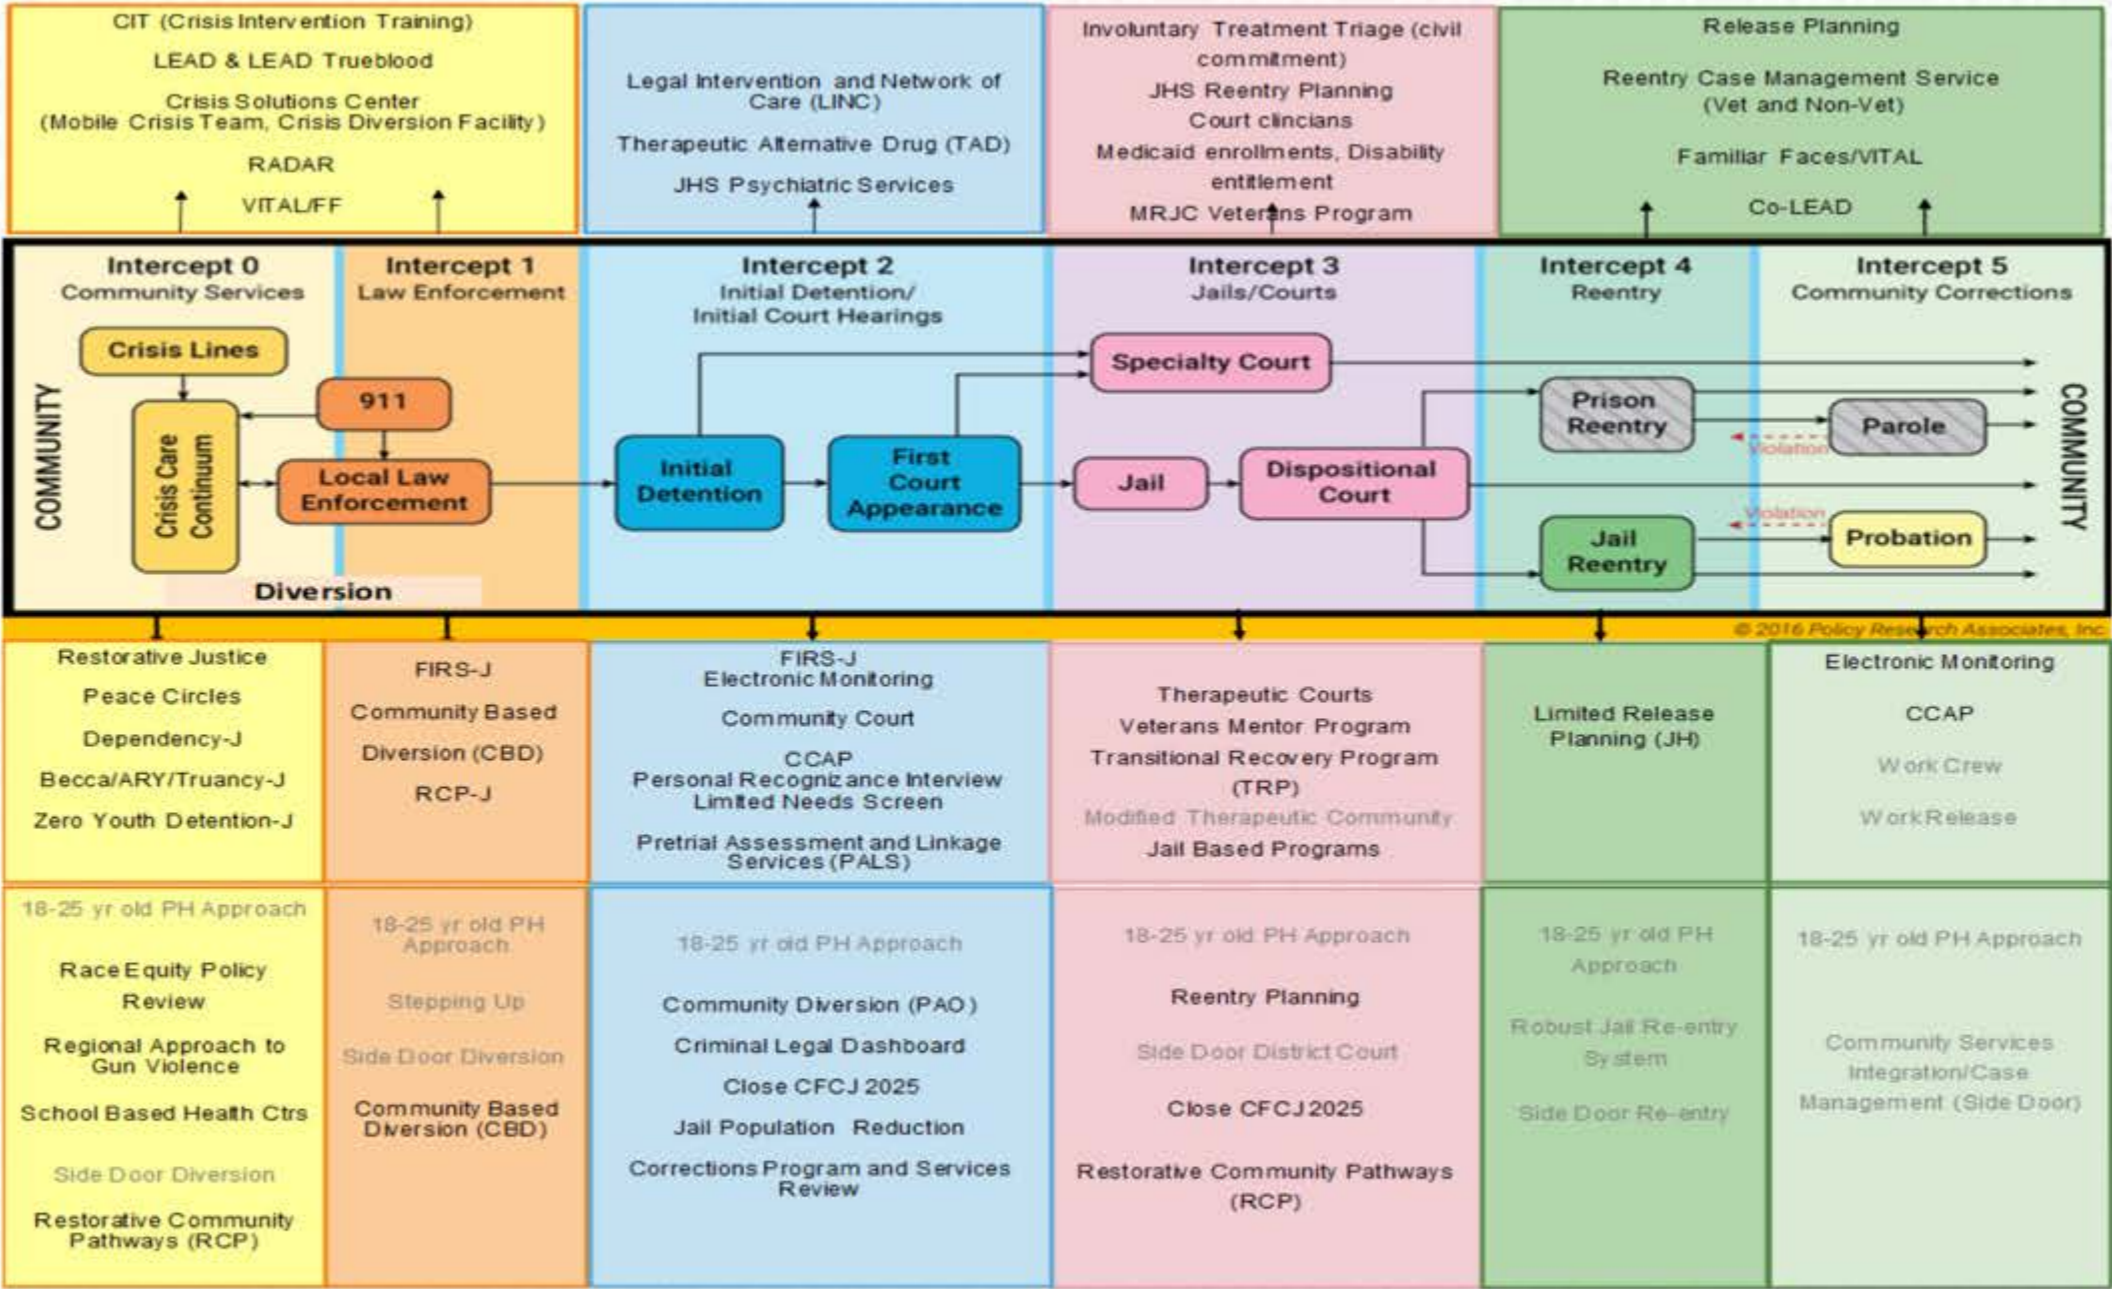 CIT (Crisis Intervention Training)
LEAD & LEAD Trueblood
Crisis Solutions Center
(Mobile Crisis Team, Crisis Diversion Facility)
RADAR
VITAL/FF
Legal Intervention and Network of
Care (LINC)
Therapeutic Alternative Drug (TAD)
JHS Psychiatric Services
Involuntary Treatment Triage (civil
commitment)
JHS Reentry Planning
Court clincians
Medicaid enrollments, Disability
entitlement
MRJC Veterans Program
Release Planning
Reentry Case Management Service
(Vet and Non-Vet)
Familiar Faces/VITAL
Co-LEAD
Intercept 0
Community Services
Intercept 1
Law Enforcement
Intercept 2
Initial Detention/
Initial Court Hearings
Intercept 3
Jails/Courts
Intercept 4
Reentry
Intercept 5
Community Corrections
COMMUNITY
Crisis Lines
Crisis Care
Continuum
911
Local Law
Enforcement
Diversion
Initial
Detention
First
Court
Appearance
Specialty Court
Jail
Dispositional
Court
Prison
Reentry
Jail
Reentry
Violation
Parole
Violation
Probation
COMMUNITY
© 2016 Policy Research Associates, Inc.
Restorative Justice
Peace Circles
Dependency-J
Becca/ARY/Truancy-J
Zero Youth Detention-J
FIRS-J
Community Based
Diversion (CBD)
RCP-J
FIRS-J
Electronic Monitoring
Community Court
CCAP
Personal Recognizance Interview
Limited Needs Screen
Pretrial Assessment and Linkage
Services (PALS)
Therapeutic Courts
Veterans Mentor Program
Transitional Recovery Program
(TRP)
Modified Therapeutic Community
Jail Based Programs
Limited Release
Planning (JH)
Electronic Monitoring
CCAP
Work Crew
Work Release
18-25 yr old PH Approach
Race Equity Policy
Review
Regional Approach to
Gun Violence
School Based Health Ctrs
Side Door Diversion
Restorative Community
Pathways (RCP)
18-25 yr old PH
Approach
Stepping Up
Side Door Diversion
Community Based
Diversion (CBD)
18-25 yr old PH Approach
Community Diversion (PAO)
Criminal Legal Dashboard
Close CFCJ 2025
Jail Population Reduction
Corrections Program and Services
Review
18-25 yr old PH Approach
Reentry Planning
Side Door District Court
Close CFCJ 2025
Restorative Community Pathways
(RCP)
18-25 yr old PH
Approach
Robust Jail Re-entry
System
Side Door Re-entry
18-25 yr old PH Approach
Community Services
Integration/Case
Management (Side Door)